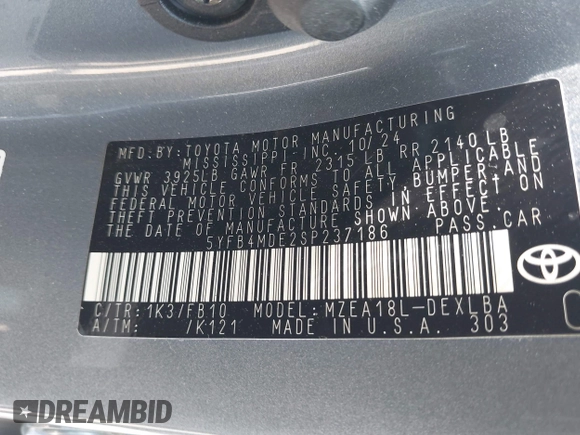 MFD.BY:TOYOTA MOTOR MANUFACTURING
MISSISSIPPI INC. 10/24
GVWR 3925LB GAWR FR 2315LB RR 2140LB
THIS VEHICLE CONFORMS TO ALL APPLICABLE
FEDERAL MOTOR VEHICLE SAFETY,BUMPER,AND
THEFT PREVENTION STANDARDS IN EFFECT ON
THE DATE OF MANUFACTURE SHOWN ABOVE.
5YFB4MDE2SP237186 PASS.CAR
C/TR:1K3/FB10 MODEL:MZEA18L-DEXLBA
A/TM: /K121 MADE IN U.S.A. 303
TOYOTA
DREAMBID